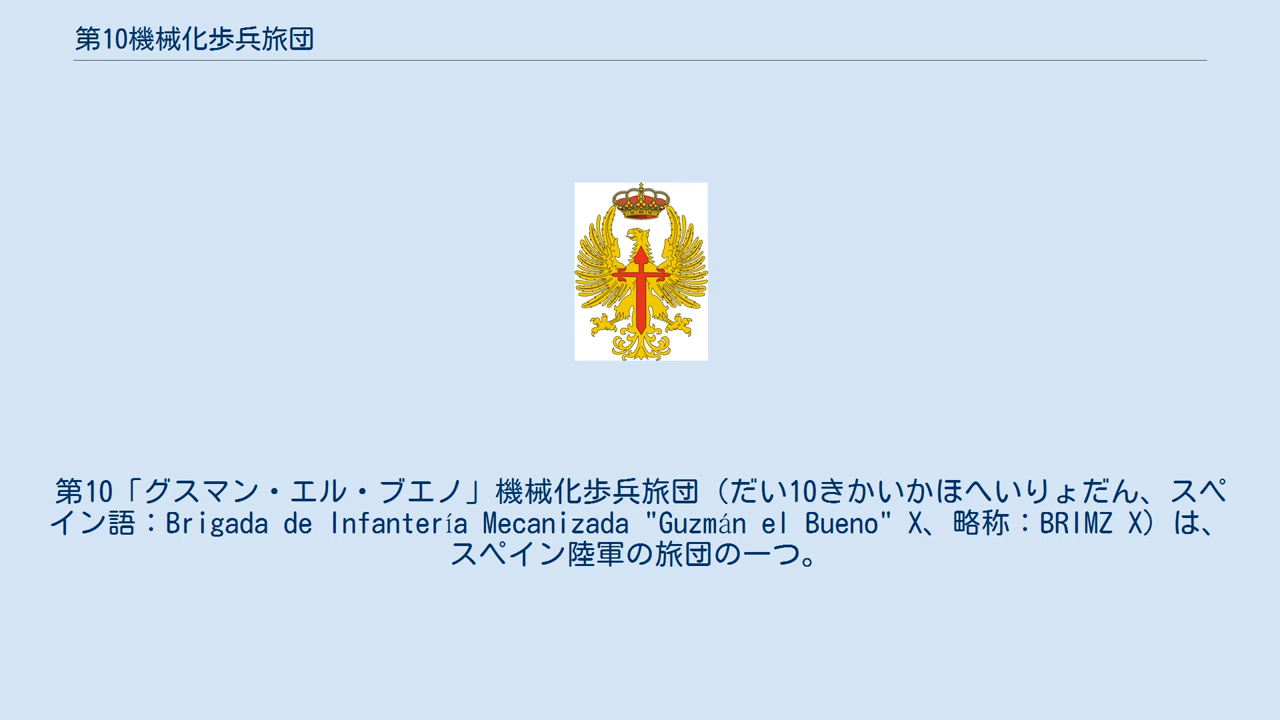 第10機械化歩兵旅団
第10「グスマン・エル・ブエノ」機械化歩兵旅団（だい10きかいかほへいりょだん、スペ
イン語：Brigada de Infantería Mecanizada "Guzmán el Bueno" X、略称：BRIMZ X）は、
スペイン陸軍の旅団の一つ。